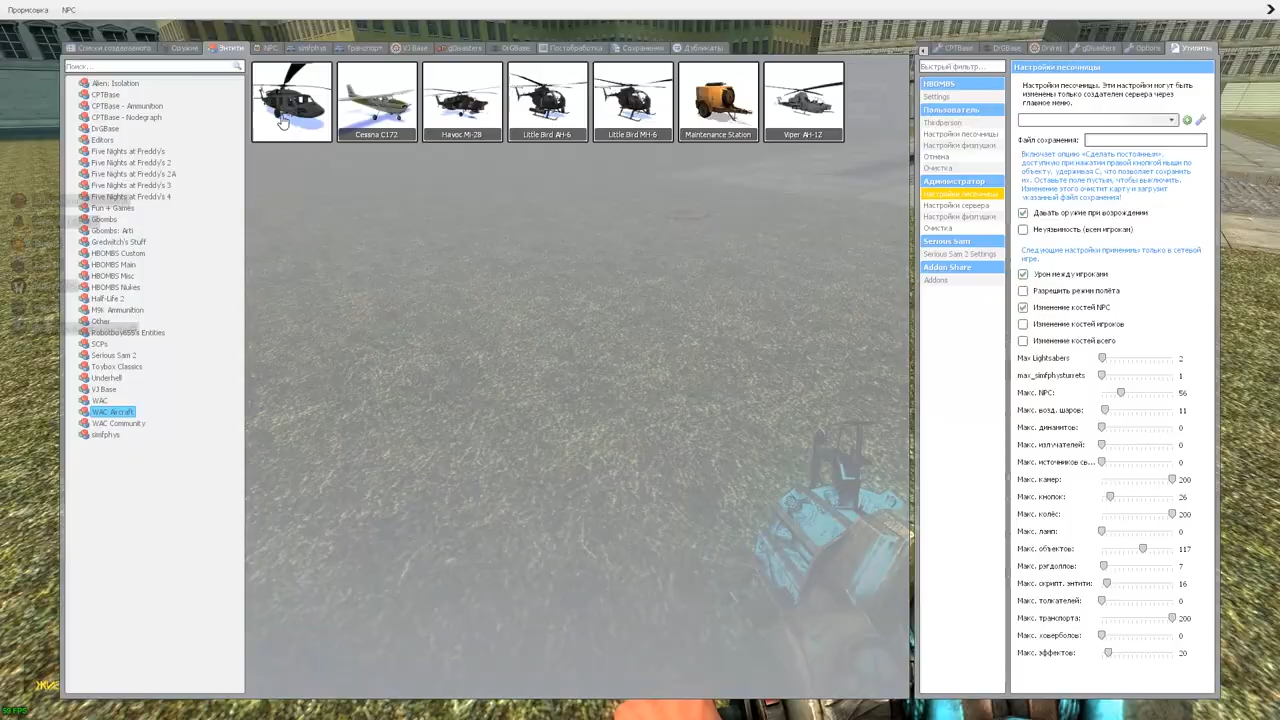 Прорисовка NPC
Списки создаваемого Оружие Энтити NPC simfphys Транспорт VJ Base gDisasters DrGBase Постобработка Сохранения Дубликаты
Поиск...
Alien: Isolation
CPTBase
CPTBase - Ammunition
CPTBase - Nodegraph
DrGBase
Editors
Five Nights at Freddy's
Five Nights at Freddy's 2
Five Nights at Freddy's 2A
Five Nights at Freddy's 3
Five Nights at Freddy's 4
Fun + Games
Gbombs
Gbombs: Arti
Gredwitch's Stuff
HBOMBS Custom
HBOMBS Main
HBOMBS Misc
HBOMBS Nukes
Half-Life 2
M9k Ammunition
Other
Robotboy655's Entities
SCPs
Serious Sam 2
Toybox Classics
Underhell
VJ Base
WAC
WAC Aircraft
WAC Community
simfphys
Cessna C172
Havoc Mi-28
Little Bird AH-6
Little Bird MH-6
Maintenance Station
Viper AH-1Z
CPTBase DrGBase gDisasters Options Утилиты
Быстрый фильтр...
HBOMBS
Settings
Пользователь
Thirdperson
Настройки песочницы
Настройки физпушки
Отмена
Очистка
Администратор
Настройки песочницы
Настройки сервера
Настройки физпушки
Очистка
Serious Sam
Serious Sam 2 Settings
Addon Share
Addons
Настройки песочницы
Настройки песочницы. Эти настройки могут быть
изменены только создателем сервера через
главное меню.
Файл сохранения:
Включает опцию «Сделать постоянным»,
доступную при нажатии правой кнопкой мыши по
объекту, удерживая C, что позволяет сохранить
их. Оставьте поле пустым, чтобы выключить.
Изменение этого очистит карту и загрузит
указанный файл сохранения!
Давать оружие при возрождении
Неуязвимость (всем игрокам)
Следующие настройки применимы только в сетевой
игре.
Урон между игроками
Разрешить режим полёта
Изменение костей NPC
Изменение костей игроков
Изменение костей всего
Max Lightsabers 2
max_simfphysturrets 1
Макс. NPC: 56
Макс. возд. шаров: 11
Макс. динамитов: 0
Макс. излучателей: 0
Макс. источников св... 0
Макс. камер: 200
Макс. кнопок: 26
Макс. колёс: 200
Макс. ламп: 0
Макс. объектов: 117
Макс. рэгдоллов: 7
Макс. скрипт. энтити: 16
Макс. толкателей: 0
Макс. транспорта: 200
Макс. ховерболов: 0
Макс. эффектов: 20
59 FPS